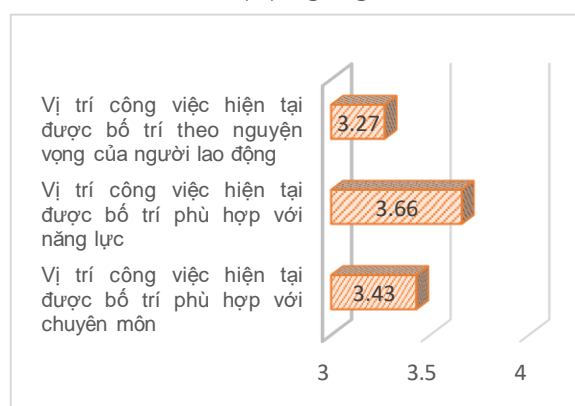 Vị trí công việc hiện tại
được bố trí theo nguyện
vọng của người lao động
3.27
Vị trí công việc hiện tại
được bố trí phù hợp với
năng lực
3.66
Vị trí công việc hiện tại
được bố trí phù hợp với
chuyên môn
3.43
3 3.5 4